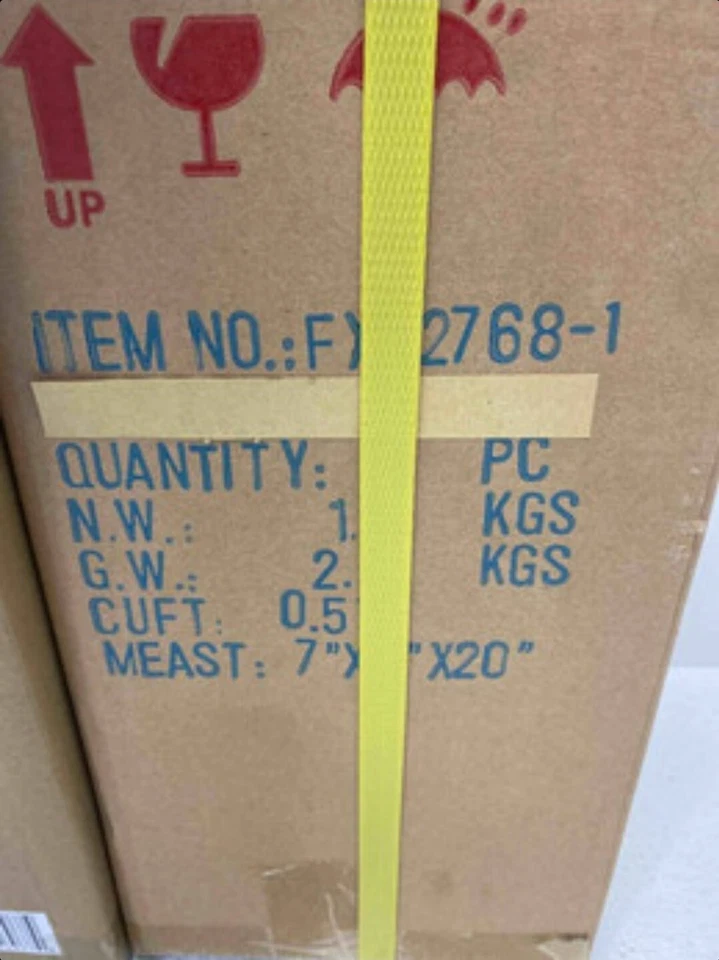 UP
ITEM NO.: 2768-1
QUANTITY: PC
N.W.: 1. KGS
G.W.: 2. KGS
CUFT: 0.5
MEAST: 7"X "X20"